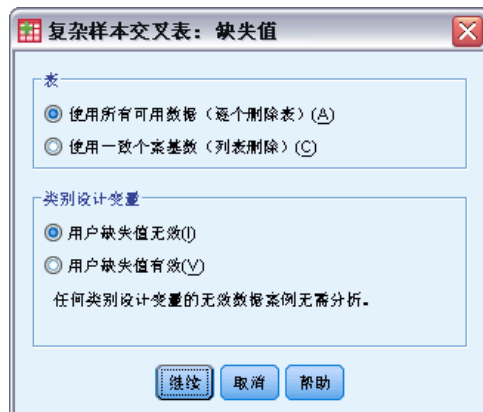 复杂样本交叉表：缺失值
表
使用所有可用数据（逐个删除表）(A)
使用一致个案基数（列表删除）(C)
类别设计变量
用户缺失值无效(I)
用户缺失值有效(V)
任何类别设计变量的无效数据案例无需分析。
继续 取消 帮助